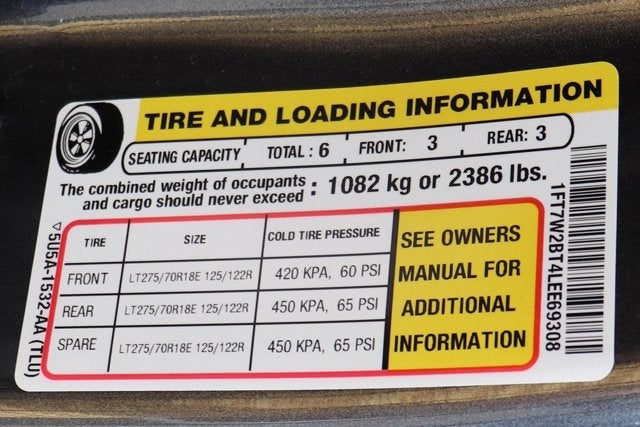 TIRE AND LOADING INFORMATION
SEATING CAPACITY TOTAL: 6 FRONT: 3 REAR: 3
The combined weight of occupants
and cargo should never exceed : 1082 kg or 2386 lbs.
TIRE SIZE COLD TIRE PRESSURE
FRONT LT275/70R18E 125/122R 420 KPA, 60 PSI
REAR LT275/70R18E 125/122R 450 KPA, 65 PSI
SPARE LT275/70R18E 125/122R 450 KPA, 65 PSI
SEE OWNERS
MANUAL FOR
ADDITIONAL
INFORMATION
▽5U5A-1532-AA (TLU)
1FT7W2BT4LEE69308